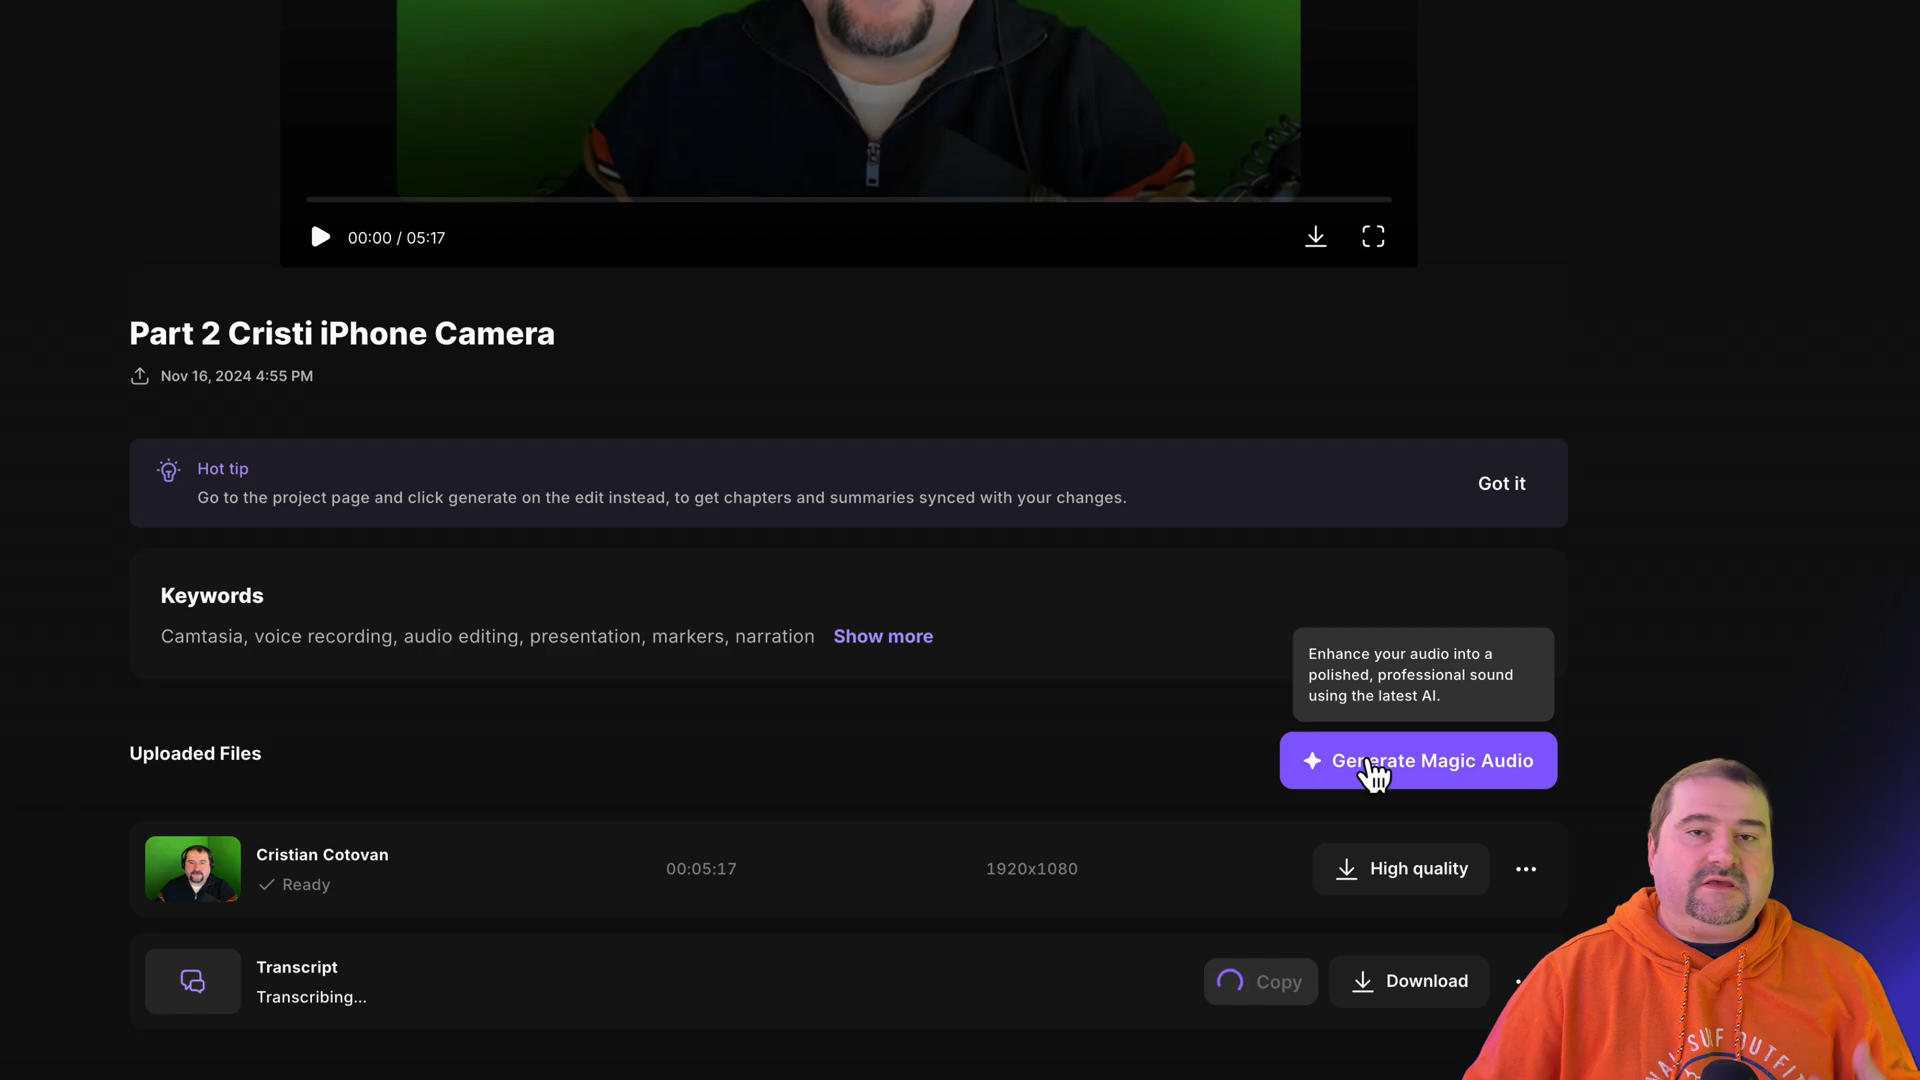 00:00 / 05:17
Part 2 Cristi iPhone Camera
Nov 16, 2024 4:55 PM
Hot tip
Go to the project page and click generate on the edit instead, to get chapters and summaries synced with your changes.
Got it
Keywords
Camtasia, voice recording, audio editing, presentation, markers, narration Show more
Enhance your audio into a
polished, professional sound
using the latest AI.
Uploaded Files
Generate Magic Audio
Cristian Cotovan
Ready
00:05:17
1920x1080
High quality
Transcript
Transcribing...
Copy
Download
SURF OUTFIT